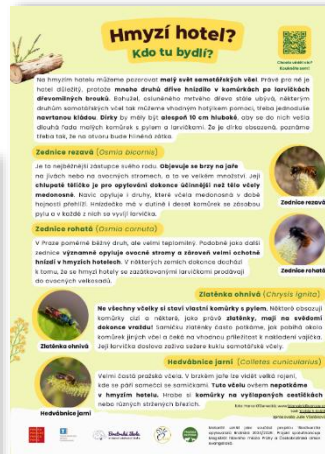 Hmyzí hotel?
Kdo tu bydlí?
Na hmyzím hotelu můžeme pozorovat malý svět samotářských včel. Právě pro ně je
hotel důležitý, protože mnoho druhů dříve hnízdilo v komůrkách po larvičkách
dřevomilných brouků. Bohužel, osluněného mrtvého dřeva stále ubývá, některým
druhům samotářských včel tak můžeme vhodným hotýlkem pomoci, třeba jednoduše
navrtanou kládou. Dírky by měly být alespoň 10 cm hluboké, aby se do nich vešla
dlouhá řada malých komůrek s pylem a larvičkami. Že je dírka obsazená, poznáme
třeba tak, že na otvoru bude hliněná zátka.
Zednice rezavá (Osmia bicornis)
Je to nejběžnější zástupce svého rodu. Objevuje se brzy na jaře
na jívách nebo na ovocných stromech, a to ve velkém množství. Její
chlupaté tělíčko je pro opylování dokonce účinnější než tělo včely
medonosné. Navíc opyluje i druhy, které včela medonosná v době
hojnosti přehlíží. Hnízdečko má v dutině i deset komůrek se zásobou
pylu a v každé z nich se vyvíjí larvička.
Zednice rezavá
Zednice rohatá (Osmia cornuta)
V Praze poměrně běžný druh, ale velmi teplomilný. Podobně jako další
zednice významně opyluje ovocné stromy a zároveň velmi ochotně
hnízdí v hmyzích hotelech. V některých zemích dokonce dochází
k tomu, že se hmyzí hotely se zazátkovanými larvičkami prodávají
do ovocných velkosadů.
Zednice rohatá
Zlatěnka ohnivá (Chrysis ignita)
Ne všechny včelky si staví vlastní komůrky s pylem. Některé obsazují
komůrky cizí a některé, jako právě zlatěnky, mají na svědomí
dokonce vraždu! Samičku zlatěnky často potkáme, jak pobíhá okolo
komůrek jiných včel a čeká na vhodnou příležitost k nakladení vajíčka.
Její larvička doslova zaživa sežere kuklu samotářské včely.
Zlatěnka ohnivá
Hedvábnice jarní (Colletes cunicularius)
Velmi častá pražská včela. V brzkém jaře lze vidět velká rojení,
kde se páří samečci se samičkami. Tuto včelu ovšem nepotkáme
v hmyzím hotelu. Hrabe si komůrky na vyšlapaných cestičkách
nebo různých stržených březích.
Hedvábnice jarní